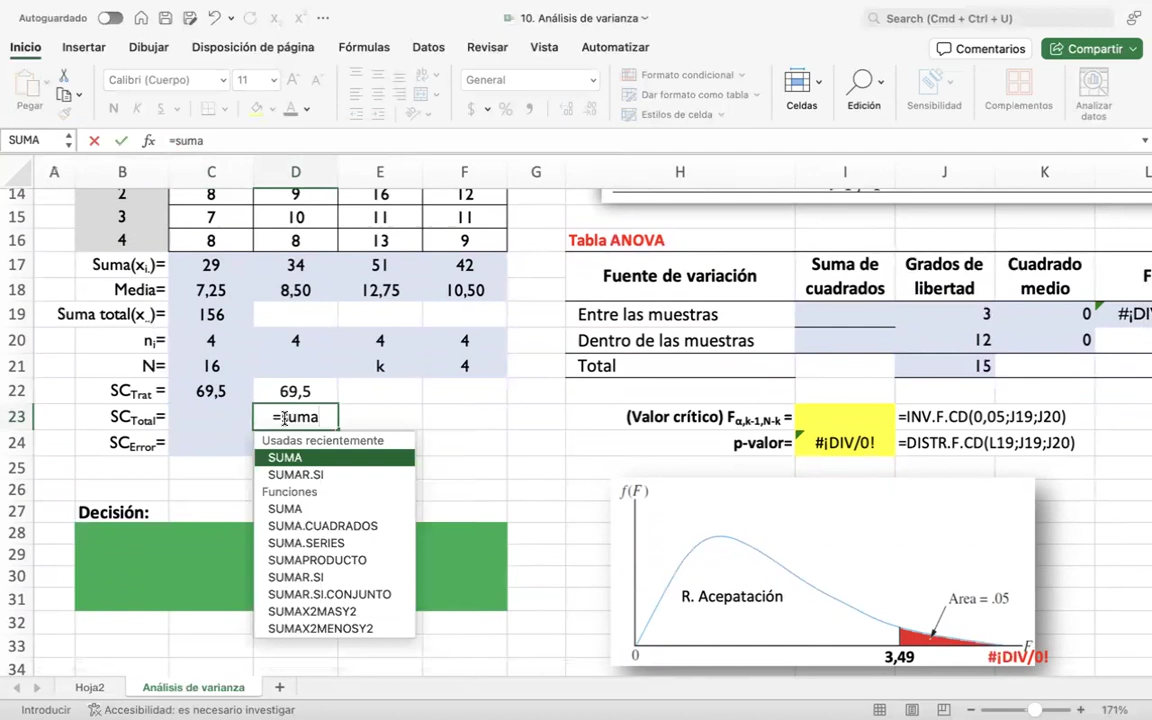 Autoguardado 10. Análisis de varianza Search (Cmd + Ctrl + U)
Inicio Insertar Dibujar Disposición de página Fórmulas Datos Revisar Vista Automatizar Comentarios Compartir
Pegar Calibri (Cuerpo) 11 General Formato condicional Celdas Edición Sensibilidad Complementos Analizar datos
N K S $ % Dar formato como tabla
Estilos de celda
SUMA fx =suma
A B C D E F G H I J K L
14 2 8 9 16 12
15 3 7 10 11 11
16 4 8 8 13 9 Tabla ANOVA
17 Suma(xi.)= 29 34 51 42 Fuente de variación Suma de cuadrados Grados de libertad Cuadrado medio F
18 Media= 7,25 8,50 12,75 10,50
19 Suma total(x..)= 156 Entre las muestras 3 0 #¡DI
20 ni= 4 4 4 4 Dentro de las muestras 12 0
21 N= 16 k 4 Total 15
22 SCTrat = 69,5 69,5
23 SCTotal= =suma (Valor crítico) Fα,k-1,N-k = =INV.F.CD(0,05;J19;J20)
24 SCError= p-valor= #¡DIV/0! =DISTR.F.CD(L19;J19;J20)
Usadas recientemente
SUMA
SUMAR.SI
Funciones
SUMA
SUMA.CUADRADOS
SUMA.SERIES
SUMAPRODUCTO
SUMAR.SI
SUMAR.SI.CONJUNTO
SUMAX2MASY2
SUMAX2MENOSY2
25
26
27 Decisión:
28
29
30
31
32
33
34
f(F)
R. Acepatación
Area = .05
F
0 3,49 #¡DIV/0!
Hoja2 Análisis de varianza
Introducir Accesibilidad: es necesario investigar 171%